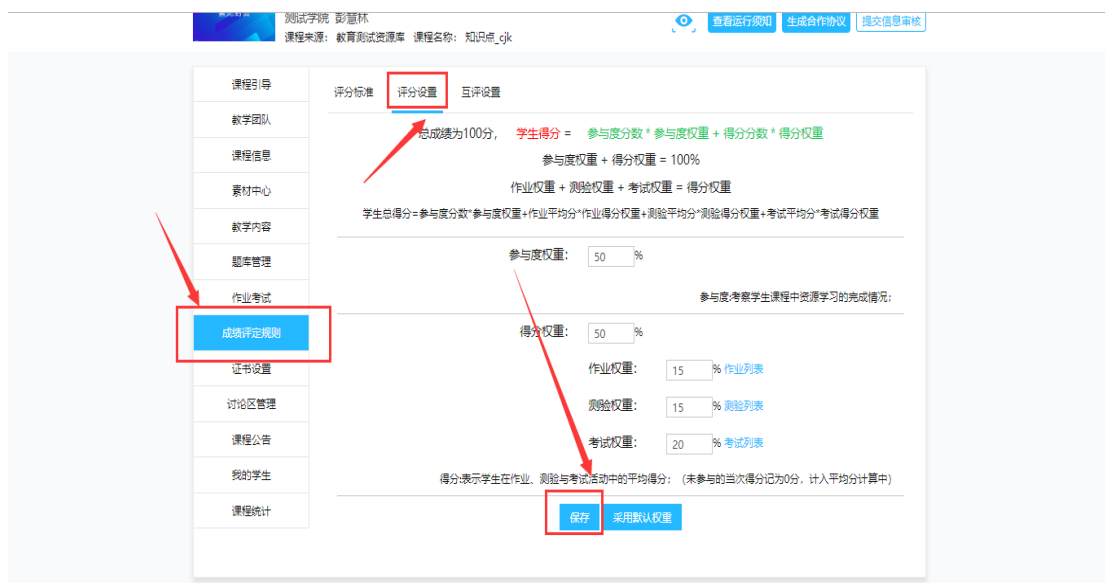 测试学院 彭慧林
查看运行须知 生成合作协议 提交信息审核
课程来源： 教育测试资源库 课程名称： 知识点_cjk
课程引导
教学团队
课程信息
素材中心
教学内容
题库管理
作业考试
成绩评定规则
证书设置
讨论区管理
课程公告
我的学生
课程统计
评分标准 评分设置 互评设置
总成绩为100分， 学生得分 = 参与度分数 * 参与度权重 + 得分分数 * 得分权重
参与度权重 + 得分权重 = 100%
作业权重 + 测验权重 + 考试权重 = 得分权重
学生总得分=参与度分数*参与度权重+作业平均分*作业得分权重+测验平均分*测验得分权重+考试平均分*考试得分权重
参与度权重： 50 %
参与度:考察学生课程中资源学习的完成情况；
得分权重： 50 %
作业权重： 15 % 作业列表
测验权重： 15 % 测验列表
考试权重： 20 % 考试列表
得分:表示学生在作业、测验与考试活动中的平均得分；（未参与的当次得分记为0分，计入平均分计算中）
保存 采用默认权重